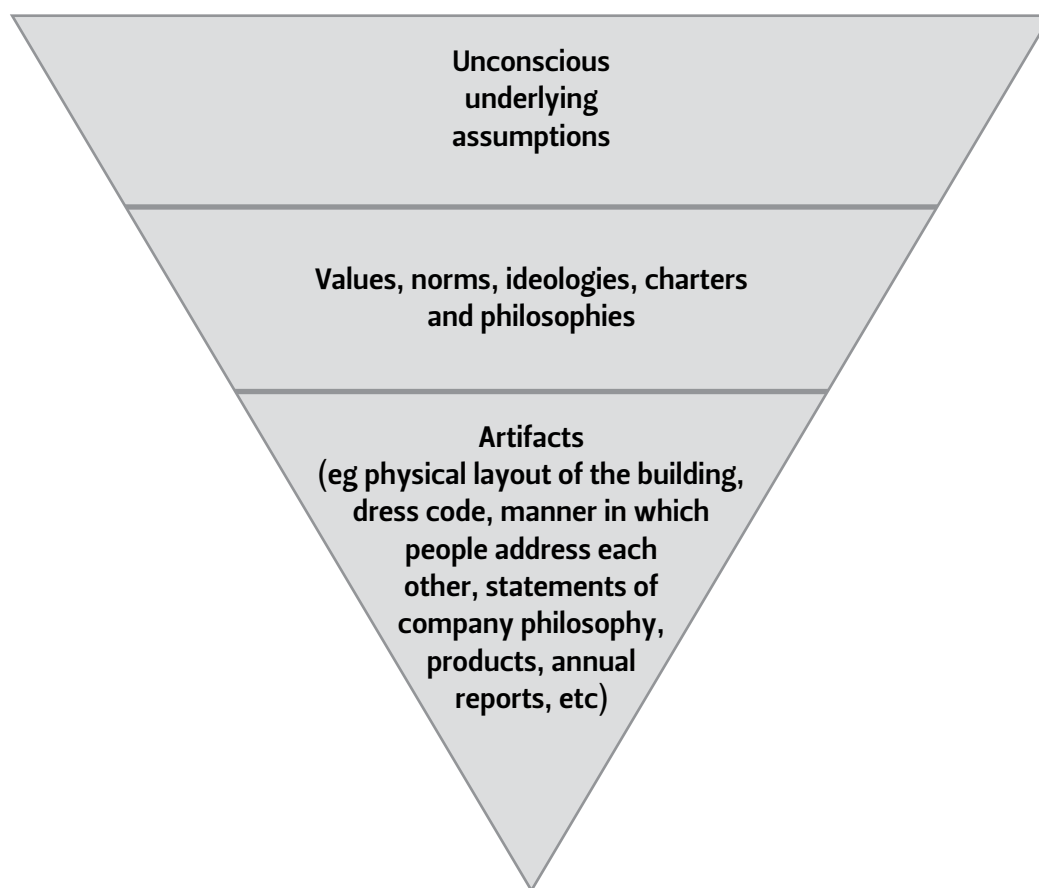 Unconscious
underlying
assumptions
Values, norms, ideologies, charters
and philosophies
Artifacts
(eg physical layout of the building,
dress code, manner in which
people address each
other, statements of
company philosophy,
products, annual
reports, etc)